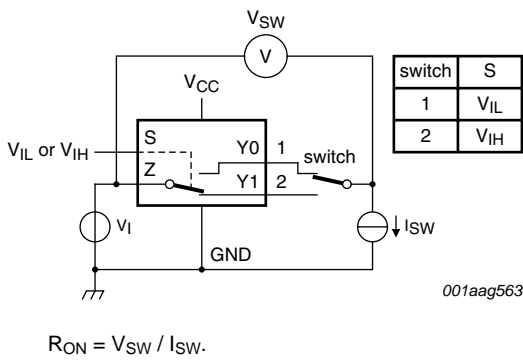 VSW
V
VCC
switch S
1 VIL
2 VIH
S
Y0 1
VIL or VIH
switch
Z
Y1 2
VI
ISW
GND
001aag563
RON = VSW / ISW.